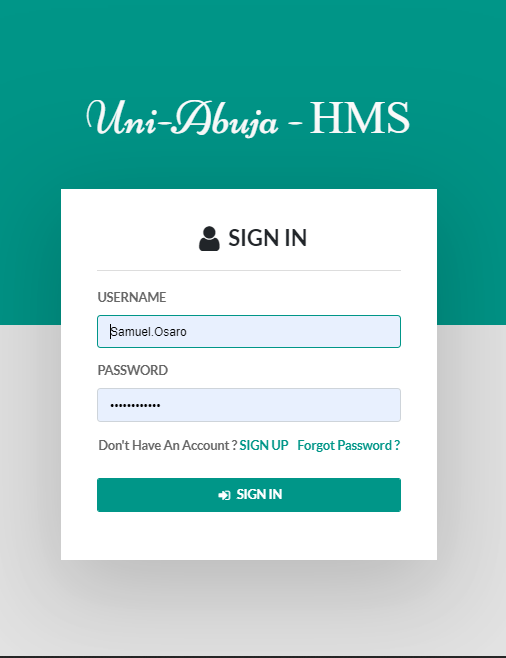 Uni-Abuja - HMS
SIGN IN
USERNAME
Samuel.Osaro
PASSWORD
••••••••••••
Don't Have An Account ? SIGN UP Forgot Password ?
SIGN IN